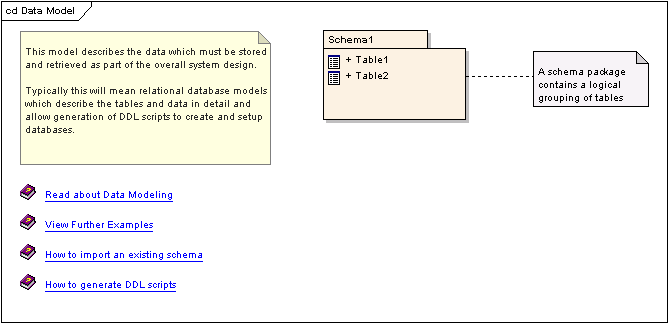 cd Data Model
This model describes the data which must be stored
and retrieved as part of the overall system design.
Typically this will mean relational database models
which describe the tables and data in detail and
allow generation of DDL scripts to create and setup
databases.
Schema1
+ Table1
+ Table2
A schema package
contains a logical
grouping of tables
Read about Data Modeling
View Further Examples
How to import an existing schema
How to generate DDL scripts